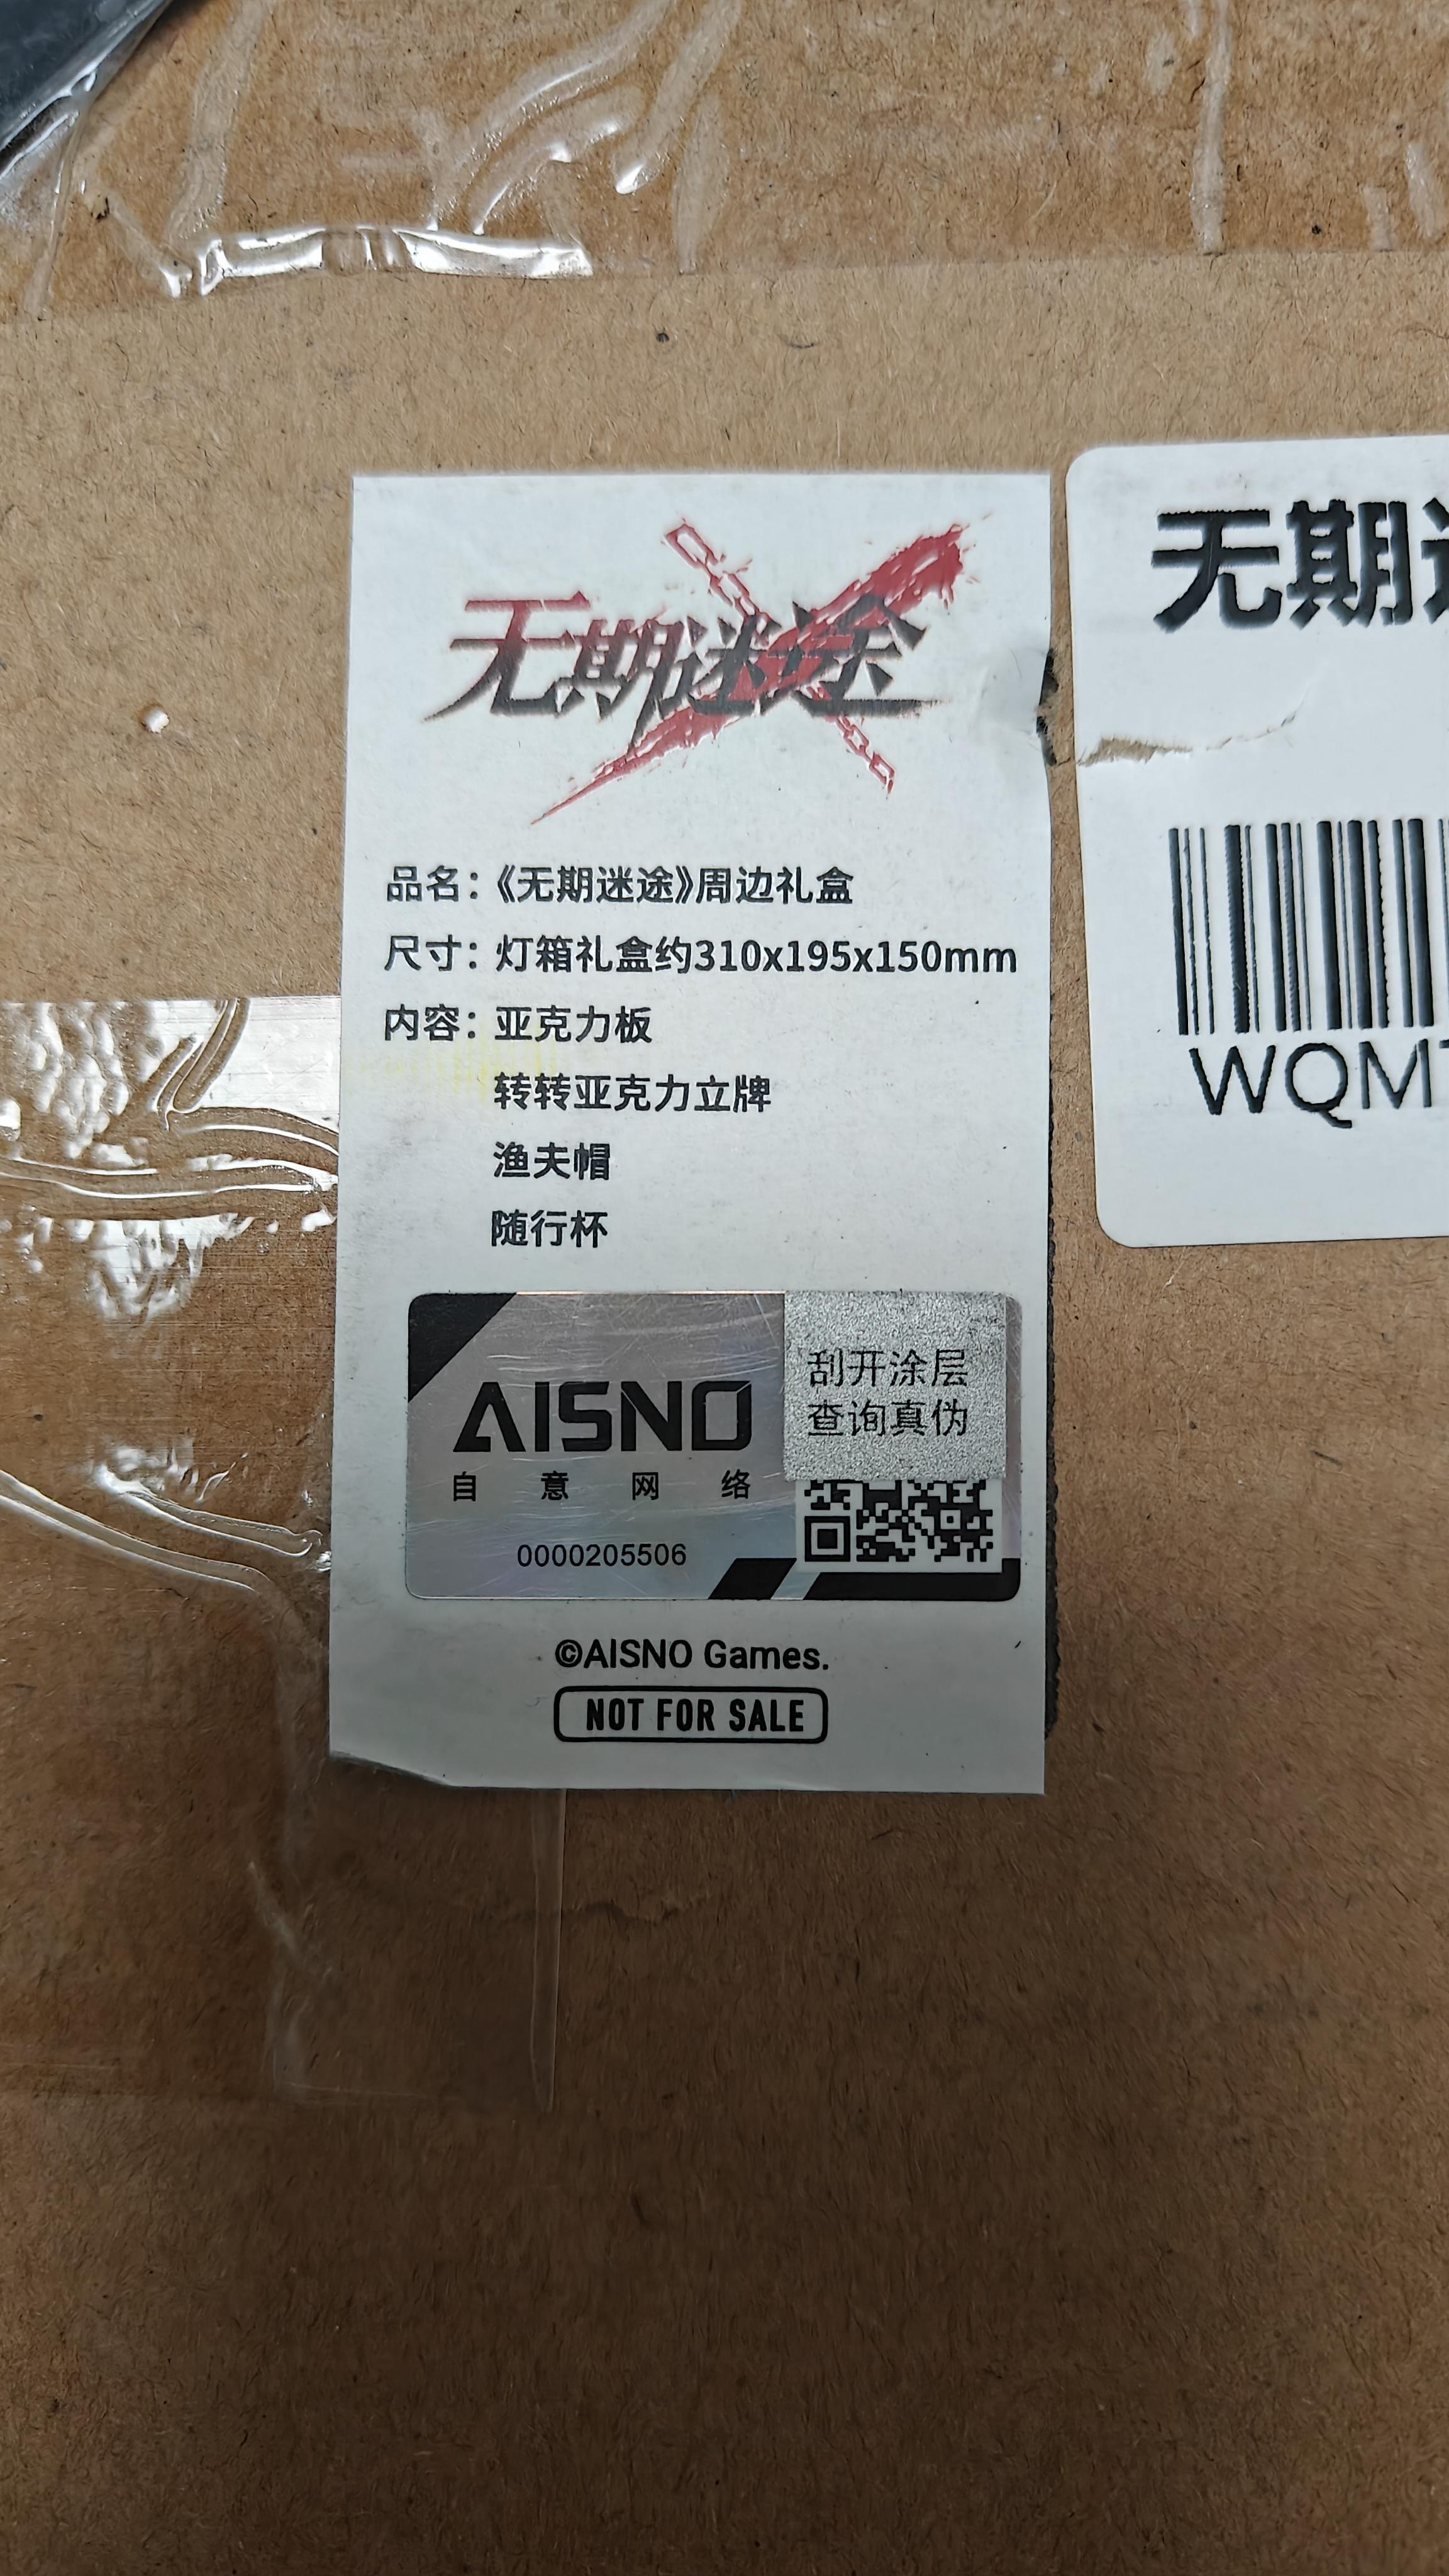 无期迷途
品名：《无期迷途》周边礼盒
尺寸：灯箱礼盒约310x195x150mm
内容：亚克力板
转转亚克力立牌
渔夫帽
随行杯
AISNO
自意网络
0000205506
刮开涂层
查询真伪
©AISNO Games.
NOT FOR SALE
无期
WQM